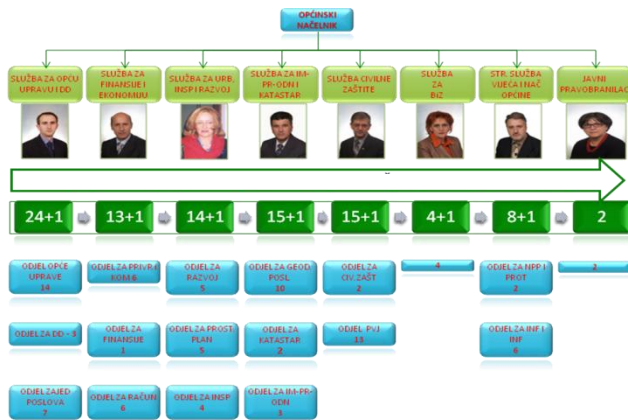 OPĆINSKI
NAČELNIK
SLUŽBA ZA OPĆU
UPRAVU I DD
SLUŽBA ZA
FINANSIJE I
EKONOMIJU
SLUŽBA ZA URB,
INSP I RAZVOJ
SLUŽBA ZA IM-
PR-ODN I
KATASTAR
SLUŽBA CIVILNE
ZAŠTITE
SLUŽBA
ZA
BIZ
STR. SLUŽBA
VIJEĆA I NAČ
OPĆINE
JAVNI
PRAVOBRANILAC
24+1
13+1
14+1
15+1
15+1
4+1
8+1
2
ODJEL OPĆE
UPRAVE
14
ODJEL ZA PRIVR. I
KOM 6
ODJEL ZA
RAZVOJ
5
ODJEL ZA GEOD.
POSL
10
ODJEL ZA
CIV.ZAŠT
2
4
ODJEL ZA NPP I
PROT
2
2
ODJEL ZA DD - 3
ODJEL ZA
FINANSIJE
1
ODJEL ZA PROST.
PLAN
5
ODJEL ZA
KATASTAR
2
ODJEL PVJ
13
ODJEL ZA INF I
INF
6
ODJEL ZAJED
POSLOVA
7
ODJEL ZA RAČUN
6
ODJEL ZA INSP
4
ODJEL ZA IM-PR-
ODN.
3